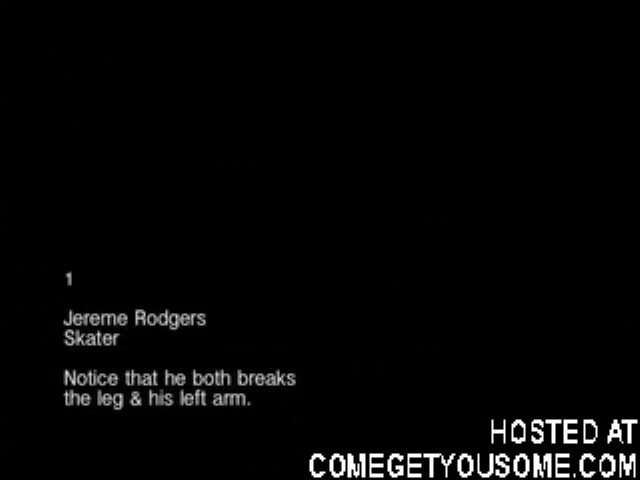 1
Jereme Rodgers
Skater
Notice that he both breaks
the leg & his left arm.
HOSTED AT
COMEGETYOUSOME.COM